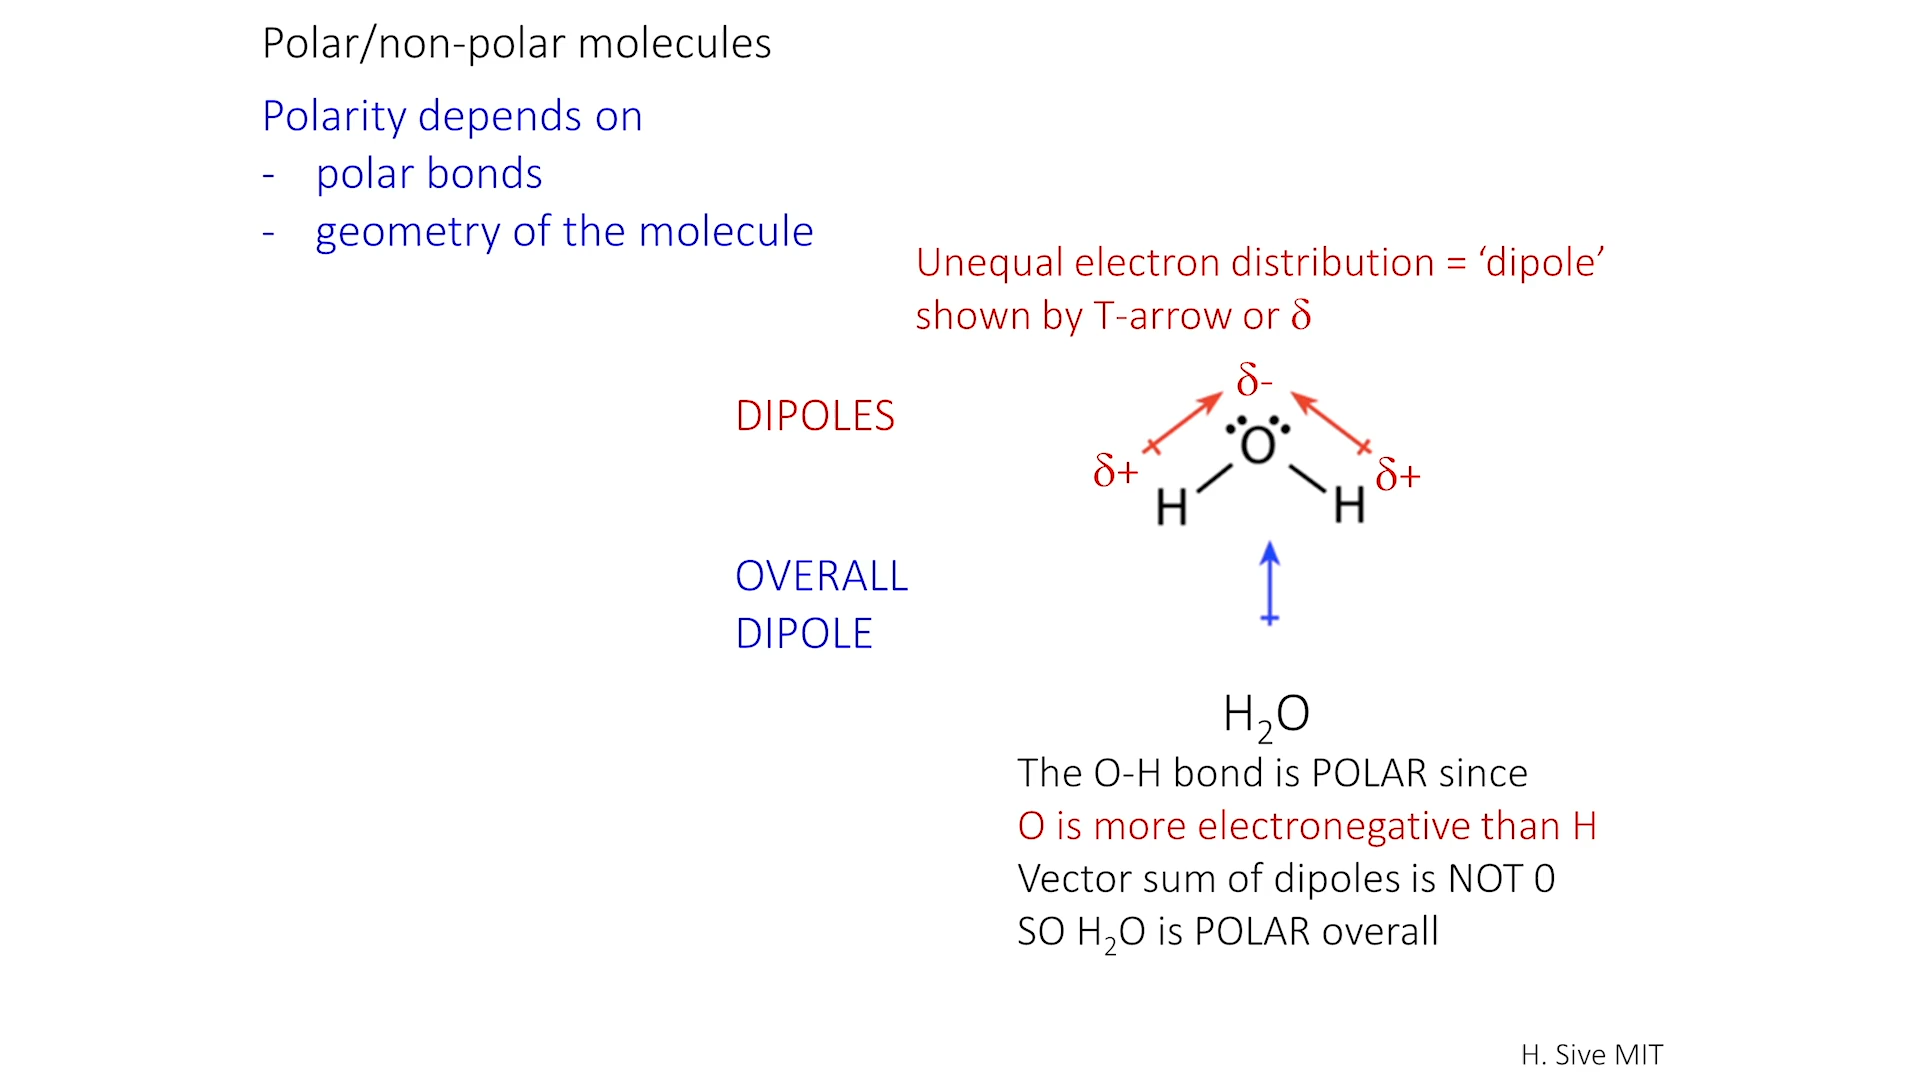 Polar/non-polar molecules
Polarity depends on
- polar bonds
- geometry of the molecule
Unequal electron distribution = ‘dipole’
shown by T-arrow or δ
DIPOLES
δ-
O
δ+
δ+
H
H
OVERALL
DIPOLE
H₂O
The O-H bond is POLAR since
O is more electronegative than H
Vector sum of dipoles is NOT 0
SO H₂O is POLAR overall
H. Sive MIT